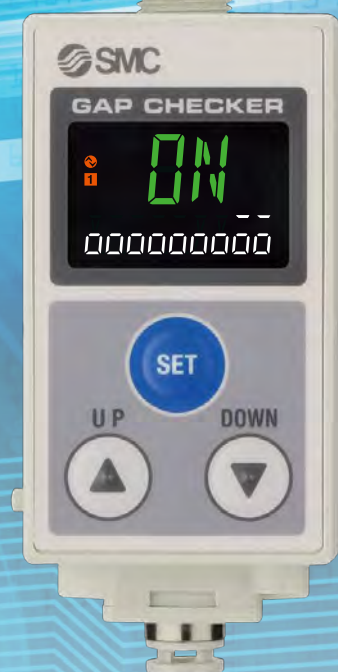 SMC
GAP CHECKER
ON
1
000000000
SET
UP DOWN